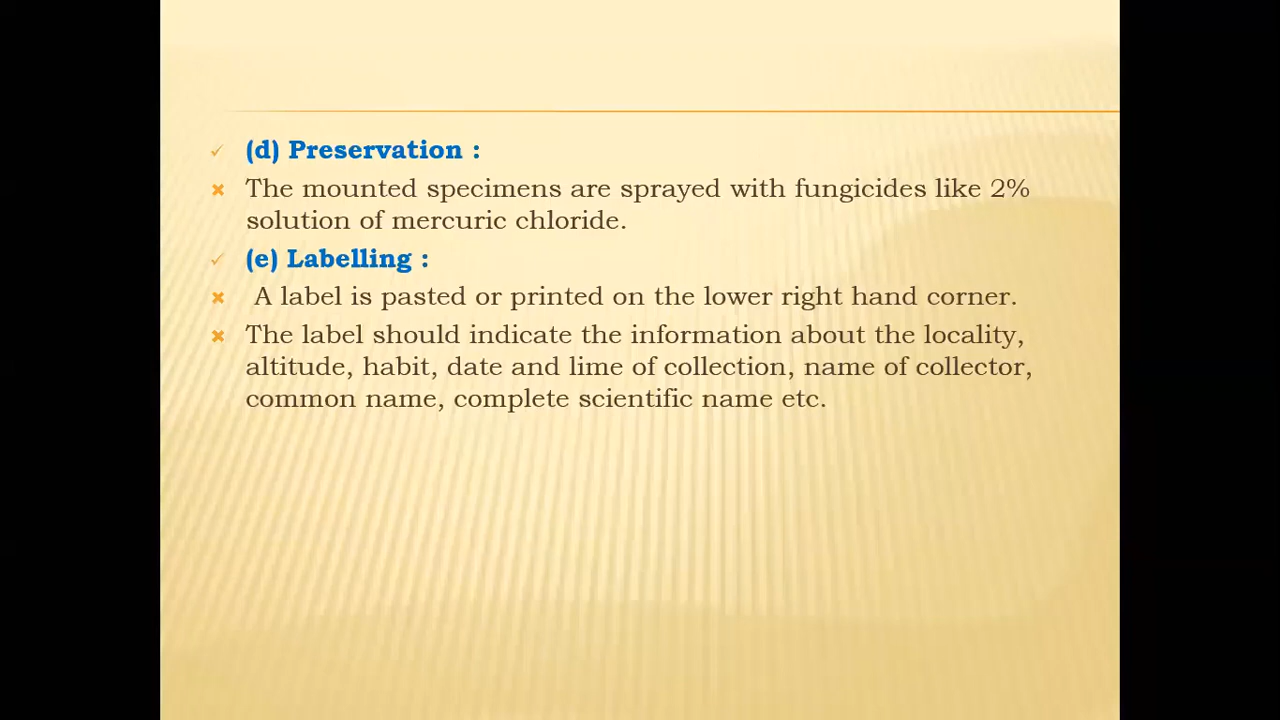 (d) Preservation :
The mounted specimens are sprayed with fungicides like 2%
solution of mercuric chloride.
(e) Labelling :
A label is pasted or printed on the lower right hand corner.
The label should indicate the information about the locality,
altitude, habit, date and lime of collection, name of collector,
common name, complete scientific name etc.